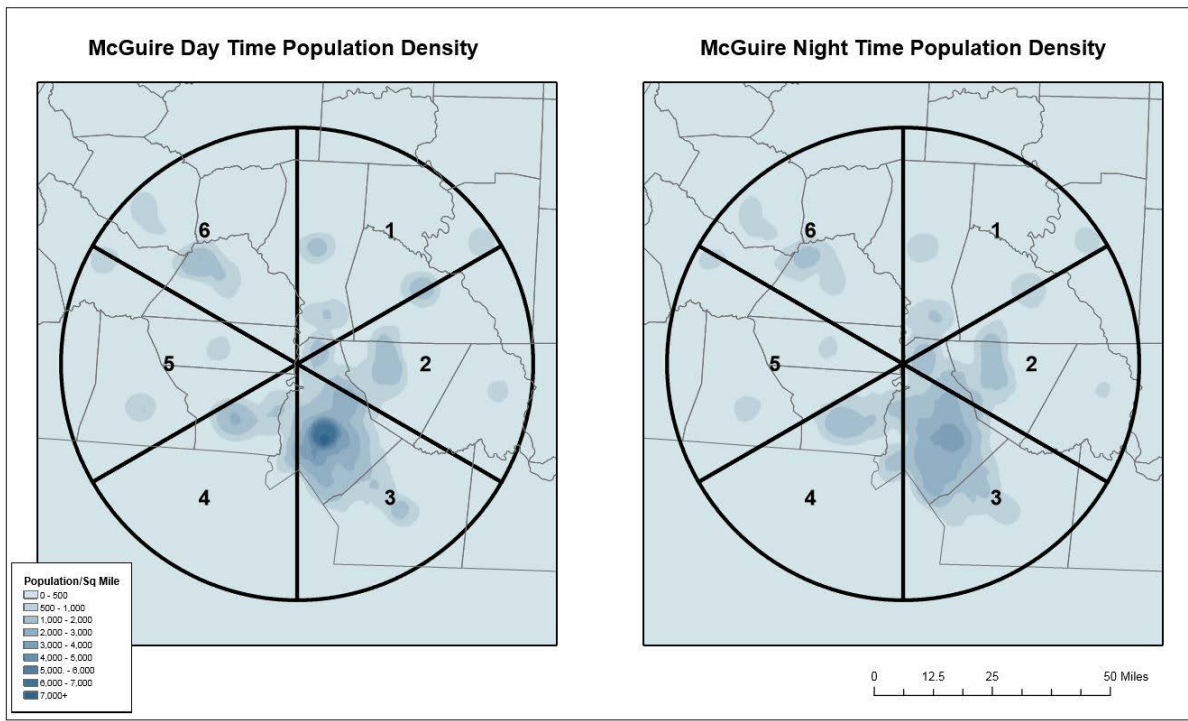 McGuire Day Time Population Density
McGuire Night Time Population Density
6
1
5
2
4
3
6
1
5
2
4
3
Population/Sq Mile
0 - 500
500 - 1,000
1,000 - 2,000
2,000 - 3,000
3,000 - 4,000
4,000 - 5,000
5,000. - 6,000
6,000 - 7,000
7,000+
0 12.5 25 50 Miles